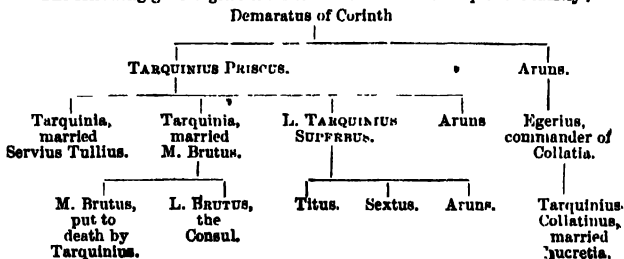 Demaratus of Corinth
TARQUINIUS PRISCUS. Aruns.
Tarquinia, Tarquinia, L. TARQUINIUS Aruns Egerius,
married married SUPERBUS. commander of
Servius Tullius. M. Brutus. Collatia.
M. Brutus, L. BRUTUS, Titus. Sextus. Aruns. Tarquinius
put to the Collatinus,
death by Consul. married
Tarquinius. Lucretia.